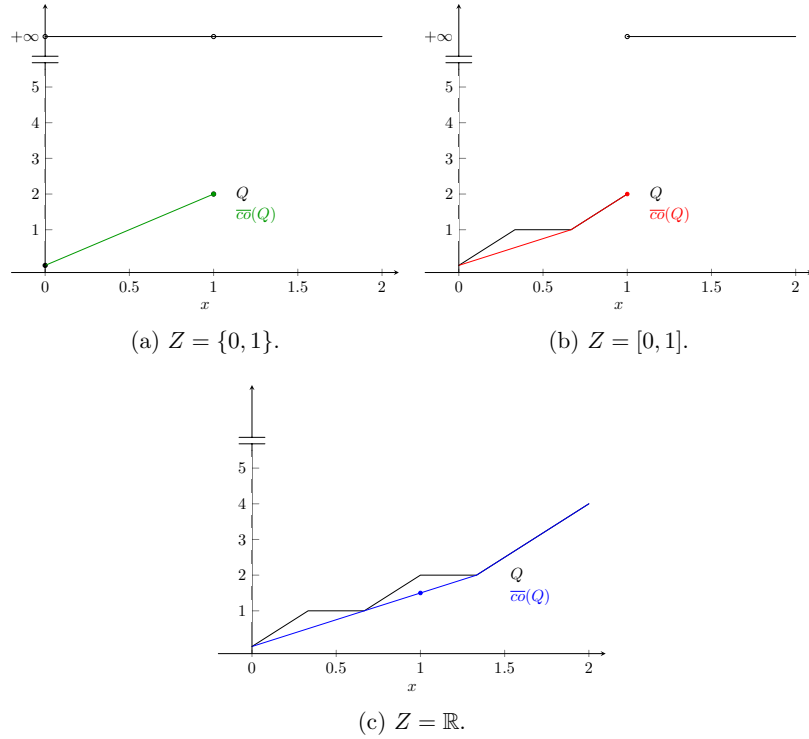 +∞
5
4
3
2
1
0 0.5 1 1.5 2
x
Q
co̅(Q)
(a) Z = {0, 1}.
+∞
5
4
3
2
1
0 0.5 1 1.5 2
x
Q
co̅(Q)
(b) Z = [0, 1].
5
4
3
2
1
0 0.5 1 1.5 2
x
Q
co̅(Q)
(c) Z = ℝ.